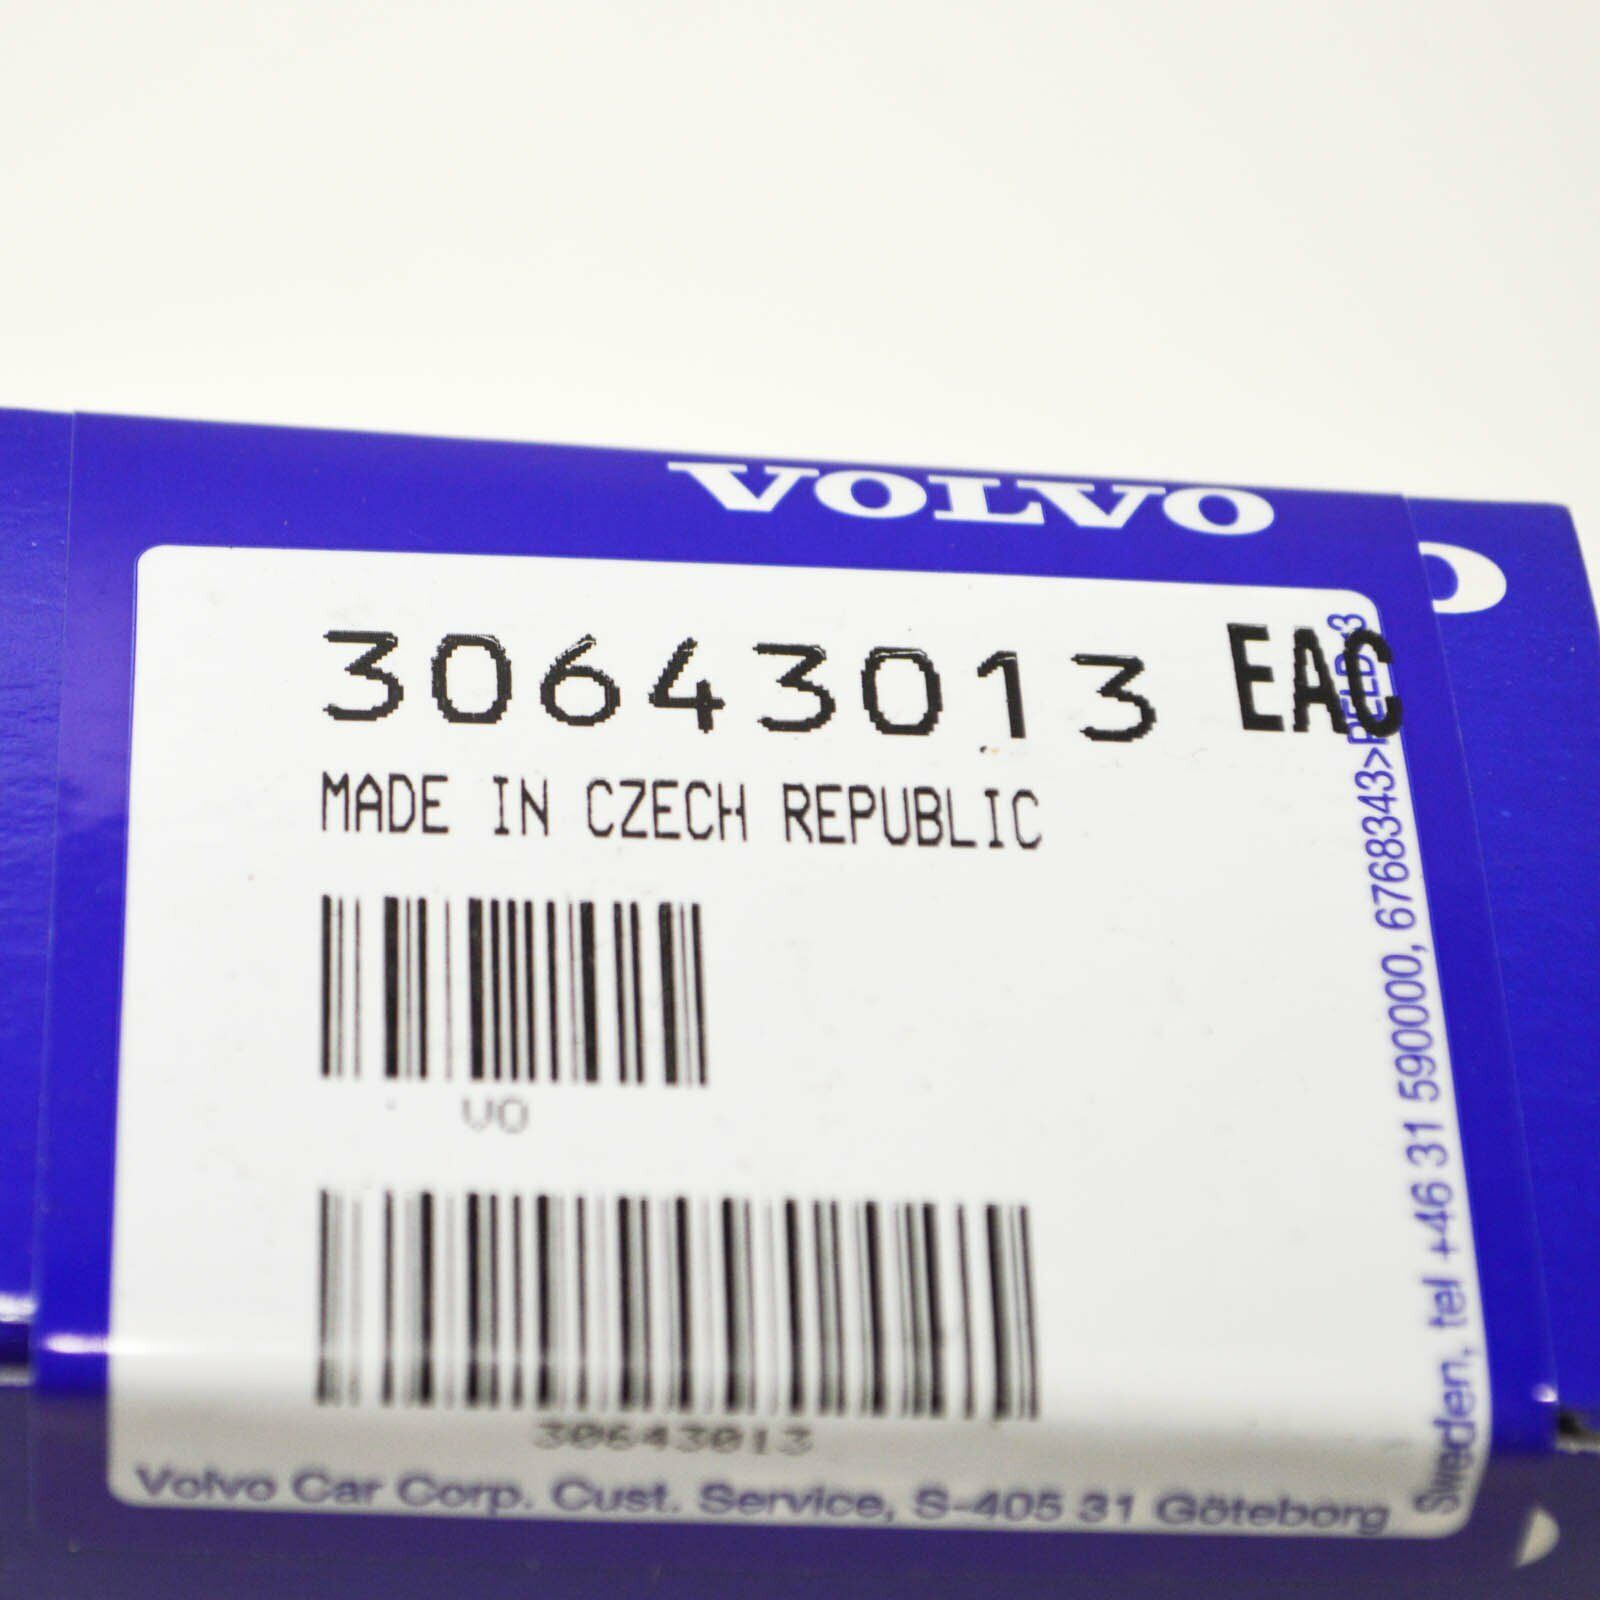 VOLVO
30643013 EAC
MADE IN CZECH REPUBLIC
VO
30643013
Volvo Car Corp. Cust. Service, S-405 31 Göteborg
Sweden, tel +46 31 590000, 6768343>